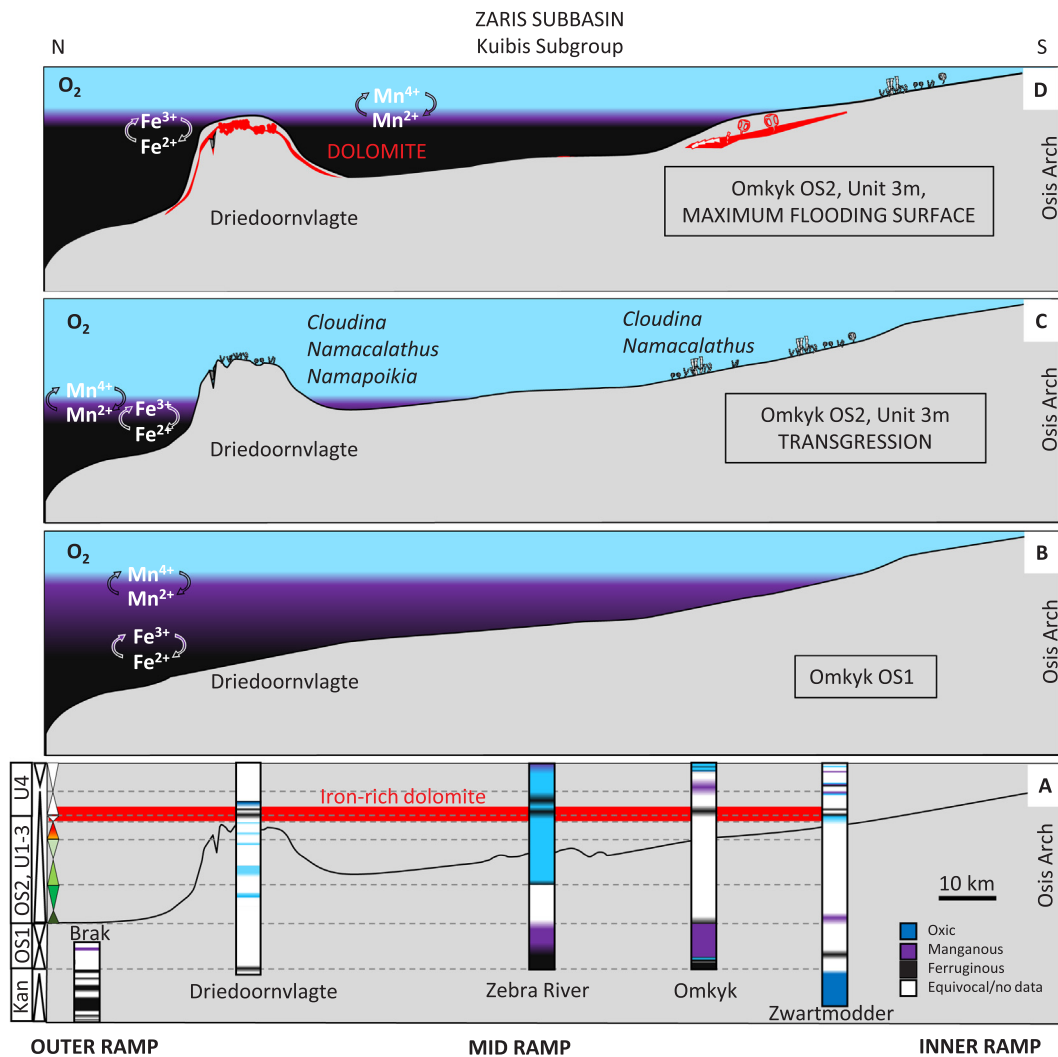 ZARIS SUBBASIN
Kuibis Subgroup
N
S
O2
D
Mn4+
Mn2+
Fe3+
Fe2+
DOLOMITE
Driedoornvlagte
Omkyk OS2, Unit 3m,
MAXIMUM FLOODING SURFACE
Osis Arch
O2
C
Cloudina
Namacalathus
Namapoikia
Cloudina
Namacalathus
Mn4+
Mn2+
Fe3+
Fe2+
Driedoornvlagte
Omkyk OS2, Unit 3m
TRANSGRESSION
Osis Arch
O2
B
Mn4+
Mn2+
Fe3+
Fe2+
Driedoornvlagte
Omkyk OS1
Osis Arch
A
U4
OS2, U1-3
OS1
Kan
Iron-rich dolomite
10 km
Osis Arch
Brak
Driedoornvlagte
Zebra River
Omkyk
Zwartmodder
Oxic
Manganous
Ferruginous
Equivocal/no data
OUTER RAMP
MID RAMP
INNER RAMP